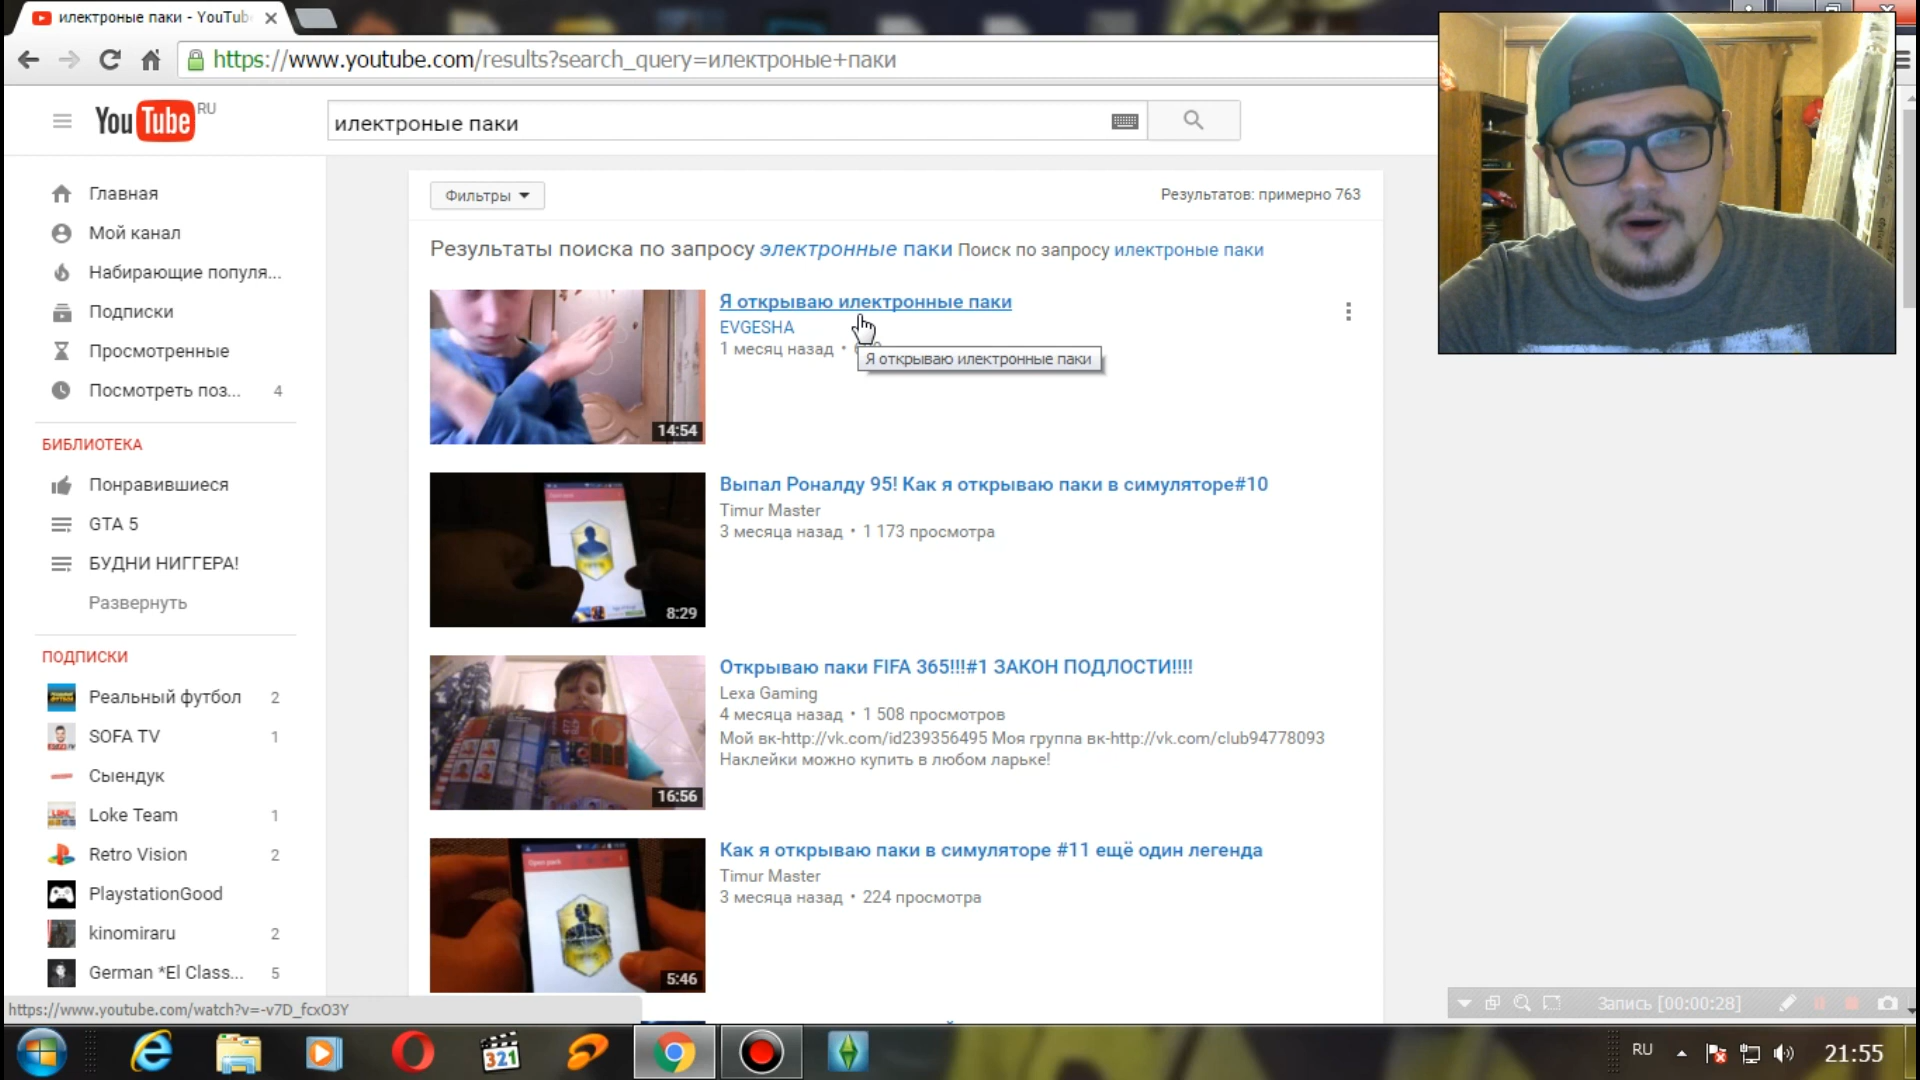 илектроные паки - YouTub
https://www.youtube.com/results?search_query=илектроные+паки
YouTube RU
илектроные паки
Главная
Мой канал
Набирающие популя...
Подписки
Просмотренные
Посмотреть поз... 4
БИБЛИОТЕКА
Понравившиеся
GTA 5
БУДНИ НИГГЕРА!
Развернуть
ПОДПИСКИ
Реальный футбол 2
SOFA TV 1
Сыендук
Loke Team 1
Retro Vision 2
PlaystationGood
kinomiraru 2
German *El Class... 5
Фильтры
Результатов: примерно 763
Результаты поиска по запросу электронные паки Поиск по запросу илектроные паки
Я открываю илектронные паки
EVGESHA
1 месяц назад •
Я открываю илектронные паки
14:54
Выпал Роналду 95! Как я открываю паки в симуляторе#10
Timur Master
3 месяца назад • 1 173 просмотра
8:29
Открываю паки FIFA 365!!!#1 ЗАКОН ПОДЛОСТИ!!!!
Lexa Gaming
4 месяца назад • 1 508 просмотров
Мой вк-http://vk.com/id239356495 Моя группа вк-http://vk.com/club94778093
Наклейки можно купить в любом ларьке!
16:56
Как я открываю паки в симуляторе #11 ещё один легенда
Timur Master
3 месяца назад • 224 просмотра
Open pack
5:46
https://www.youtube.com/watch?v=-v7D_fcxO3Y
Запись [00:00:28]
321
RU
21:55